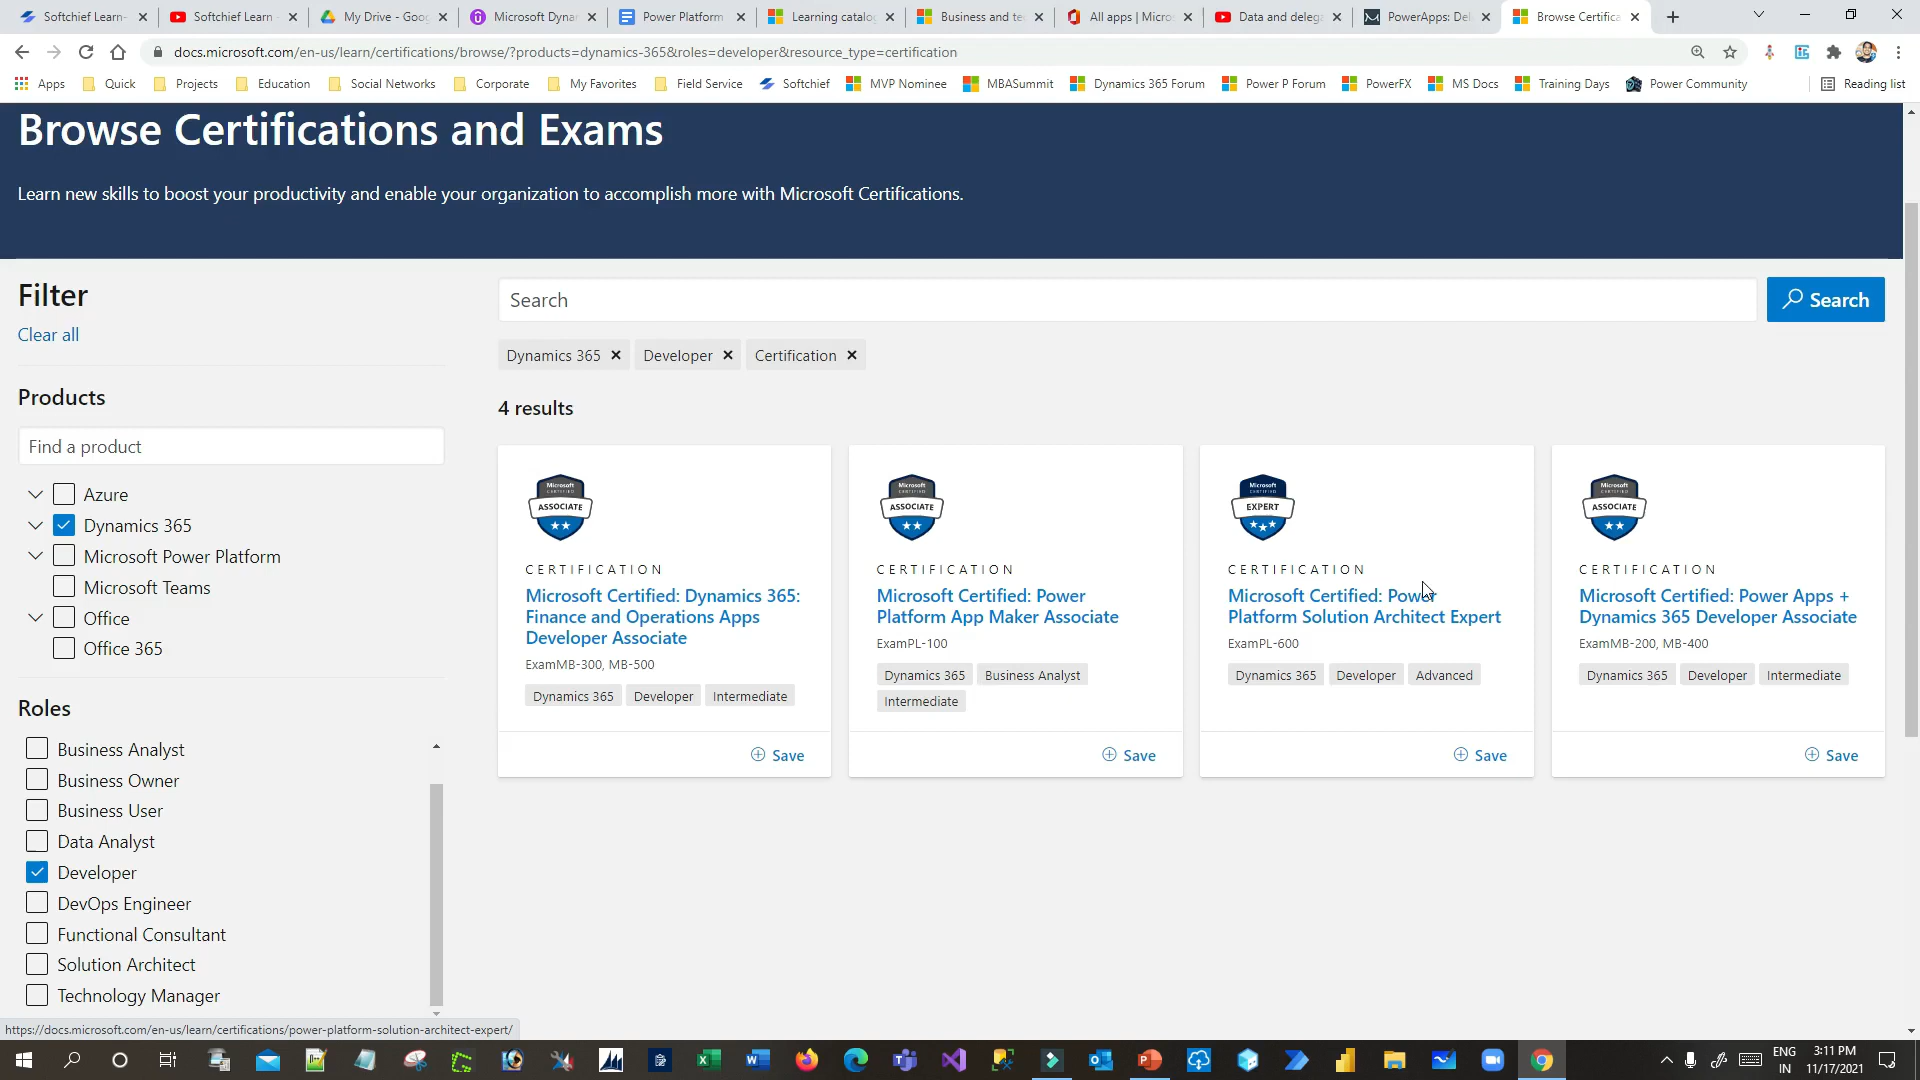 Softchief Learn-
Softchief Learn
My Drive - Goo
Microsoft Dyna
Power Platform
Learning catalo
Business and te
All apps | Micro
Data and deleg
PowerApps: Del
Browse Certifica
docs.microsoft.com/en-us/learn/certifications/browse/?products=dynamics-365&roles=developer&resource_type=certification
Apps
Quick
Projects
Education
Social Networks
Corporate
My Favorites
Field Service
Softchief
MVP Nominee
MBASummit
Dynamics 365 Forum
Power P Forum
PowerFX
MS Docs
Training Days
Power Community
Reading list
Browse Certifications and Exams
Learn new skills to boost your productivity and enable your organization to accomplish more with Microsoft Certifications.
Filter
Clear all
Products
Find a product
Azure
Dynamics 365
Microsoft Power Platform
Microsoft Teams
Office
Office 365
Roles
Business Analyst
Business Owner
Business User
Data Analyst
Developer
DevOps Engineer
Functional Consultant
Solution Architect
Technology Manager
Search
Search
Dynamics 365
Developer
Certification
4 results
Microsoft
CERTIFIED
ASSOCIATE
CERTIFICATION
Microsoft Certified: Dynamics 365:
Finance and Operations Apps
Developer Associate
ExamMB-300, MB-500
Dynamics 365
Developer
Intermediate
Save
Microsoft
CERTIFIED
ASSOCIATE
CERTIFICATION
Microsoft Certified: Power
Platform App Maker Associate
ExamPL-100
Dynamics 365
Business Analyst
Intermediate
Save
Microsoft
CERTIFIED
EXPERT
CERTIFICATION
Microsoft Certified: Power
Platform Solution Architect Expert
ExamPL-600
Dynamics 365
Developer
Advanced
Save
Microsoft
CERTIFIED
ASSOCIATE
CERTIFICATION
Microsoft Certified: Power Apps +
Dynamics 365 Developer Associate
ExamMB-200, MB-400
Dynamics 365
Developer
Intermediate
Save
https://docs.microsoft.com/en-us/learn/certifications/power-platform-solution-architect-expert/
ENG
IN
3:11 PM
11/17/2021